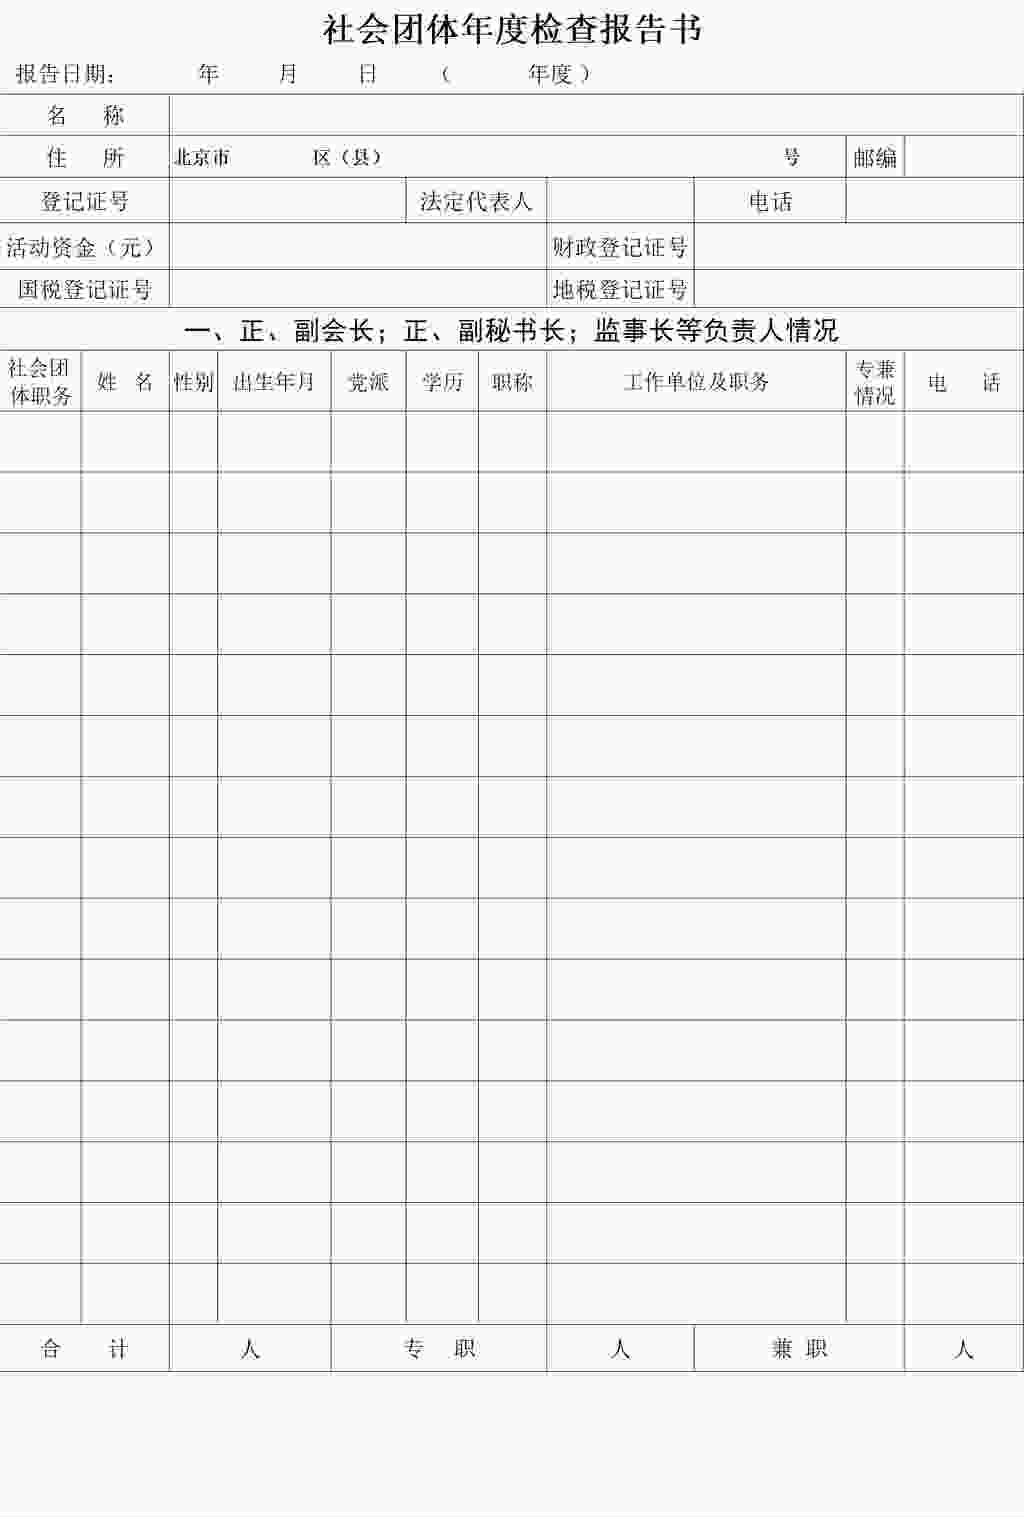 社会团体年度检查报告书
报告日期： 年 月 日 （ 年度）
名 称
住 所 北京市 区（县） 号 邮编
登记证号 法定代表人 电话
活动资金（元） 财政登记证号
国税登记证号 地税登记证号
一、正、副会长；正、副秘书长；监事长等负责人情况
社会团体职务 姓 名 性别 出生年月 党派 学历 职称 工作单位及职务 专兼情况 电 话
合 计 人 专 职 人 兼 职 人